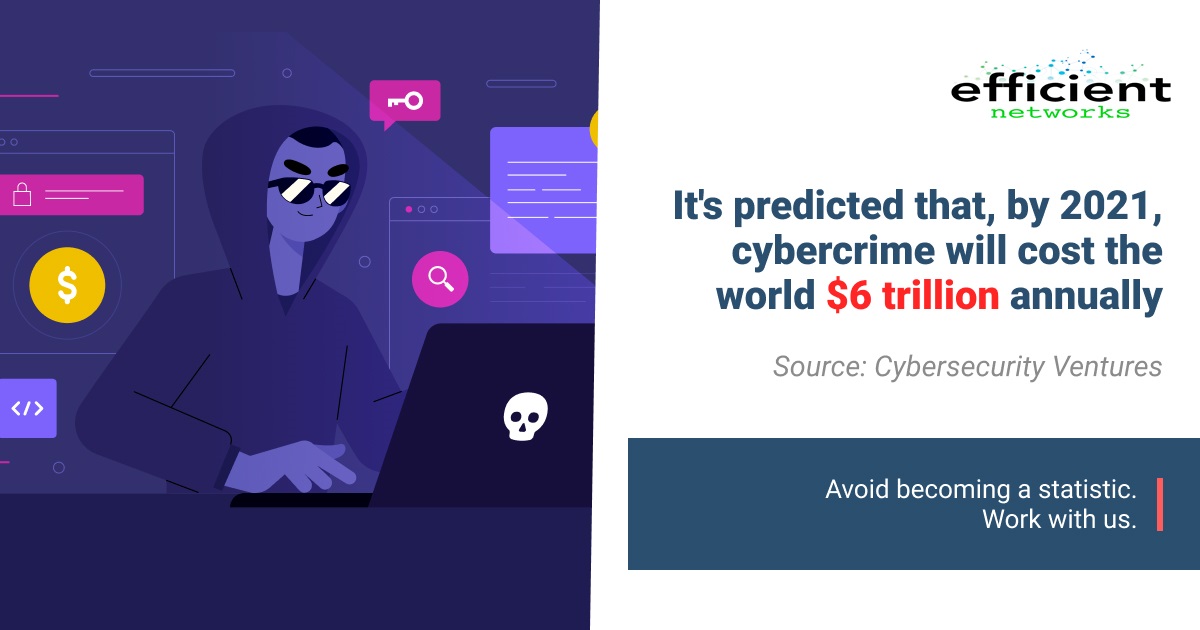 $
</>
efficient
networks
It's predicted that, by 2021,
cybercrime will cost the
world $6 trillion annually
Source: Cybersecurity Ventures
Avoid becoming a statistic.
Work with us.